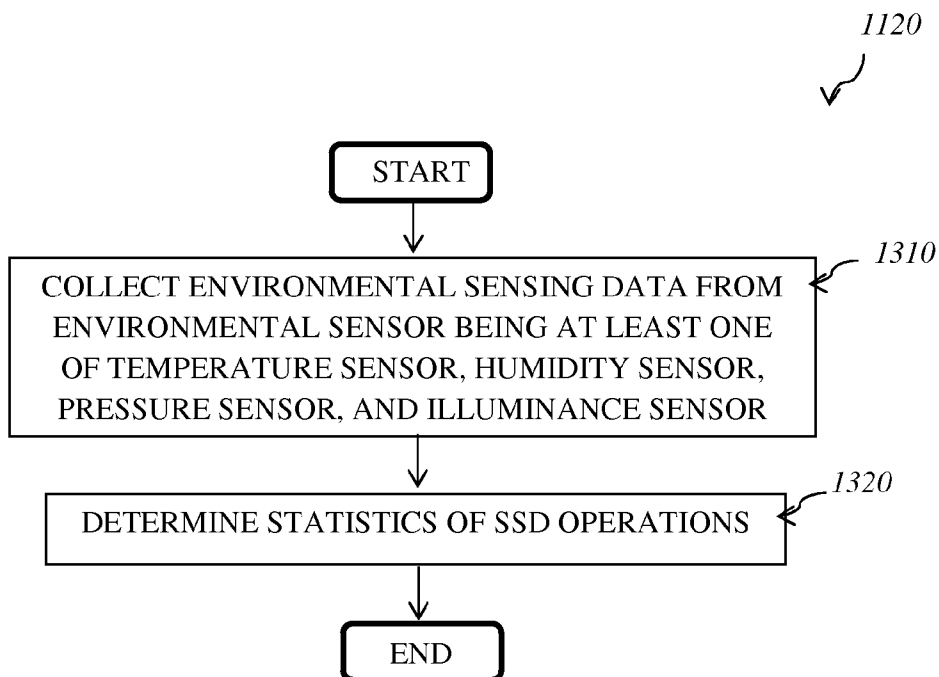 1120
START
1310
COLLECT ENVIRONMENTAL SENSING DATA FROM
ENVIRONMENTAL SENSOR BEING AT LEAST ONE
OF TEMPERATURE SENSOR, HUMIDITY SENSOR,
PRESSURE SENSOR, AND ILLUMINANCE SENSOR
1320
DETERMINE STATISTICS OF SSD OPERATIONS
END